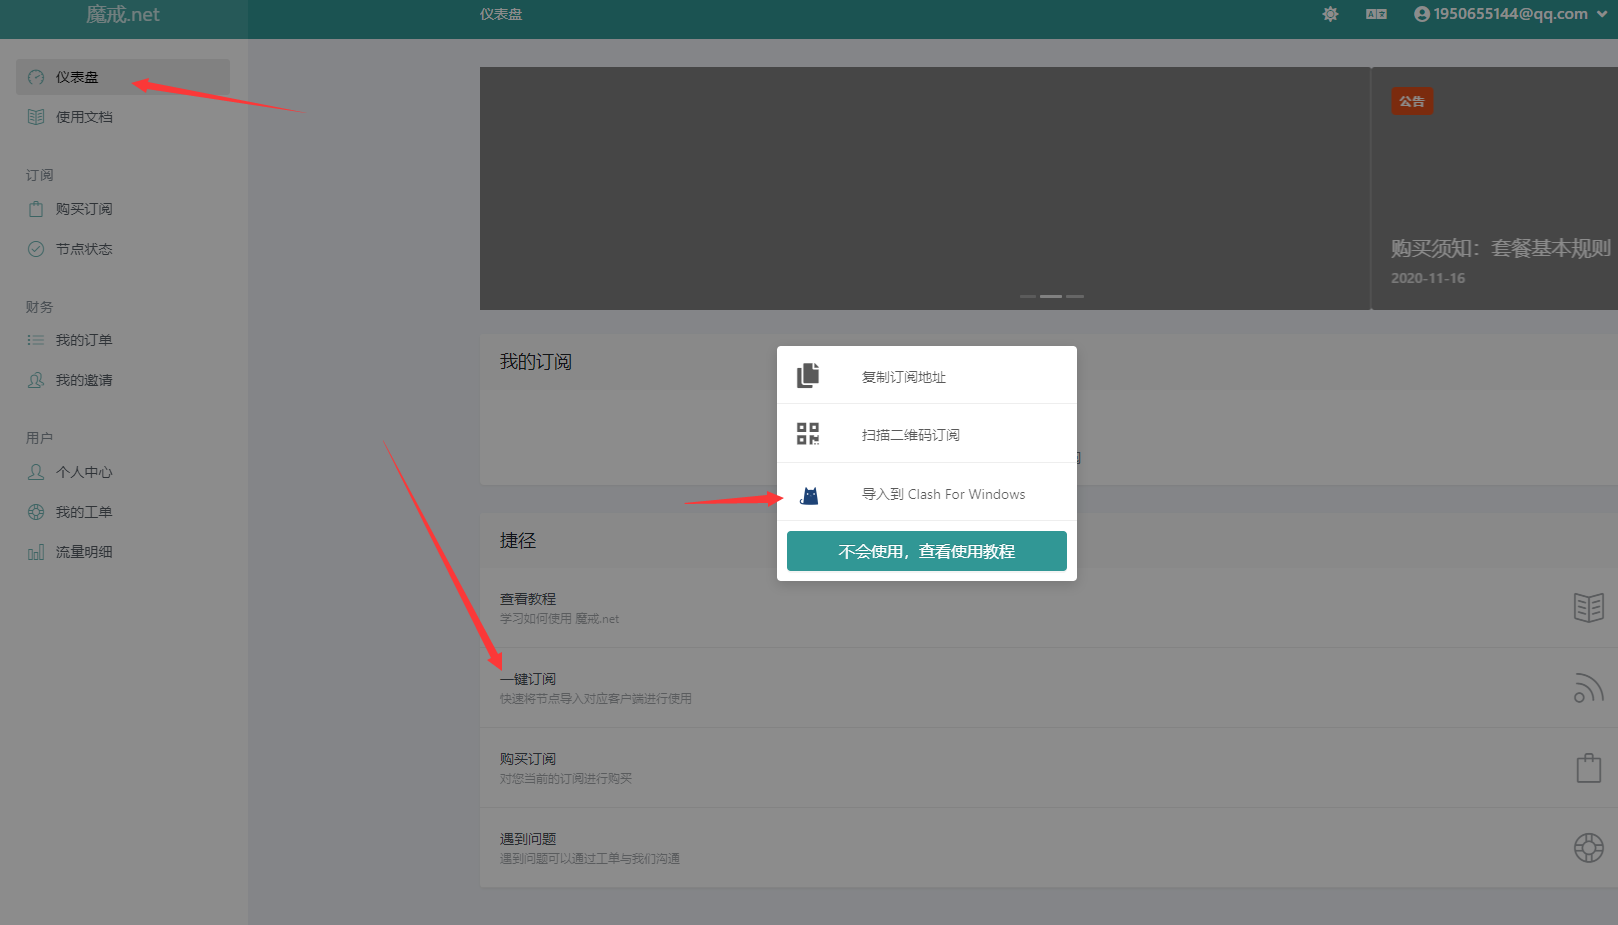 魔戒.net
仪表盘
1950655144@qq.com
仪表盘
使用文档
订阅
购买订阅
节点状态
财务
我的订单
我的邀请
用户
个人中心
我的工单
流量明细
公告
购买须知：套餐基本规则
2020-11-16
我的订阅
复制订阅地址
扫描二维码订阅
导入到 Clash For Windows
不会使用，查看使用教程
捷径
查看教程
学习如何使用 魔戒.net
一键订阅
快速将节点导入对应客户端进行使用
购买订阅
对您当前的订阅进行购买
遇到问题
遇到问题可以通过工单与我们沟通